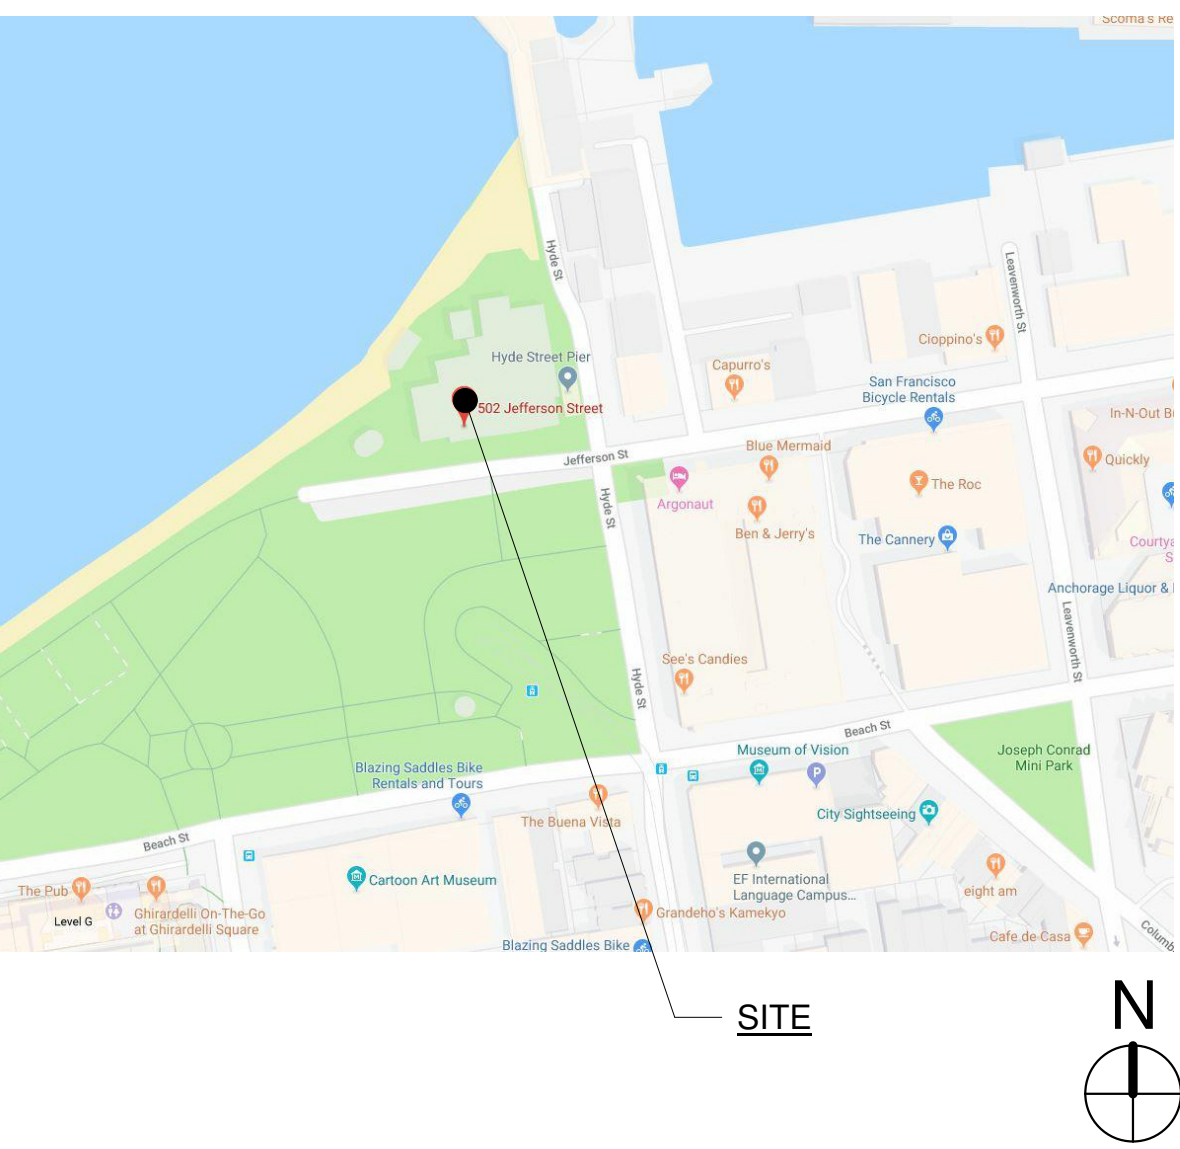 Scoma's Re
Hyde St
Leavenworth St
Cioppino's
Hyde Street Pier
Capurro's
San Francisco
Bicycle Rentals
502 Jefferson Street
In-N-Out Bu
Blue Mermaid
Jefferson St
Quickly
The Roc
Argonaut
Hyde St
Ben & Jerry's
The Cannery
Courtya
S
Anchorage Liquor &
Leavenworth St
See's Candies
Hyde St
Beach St
Museum of Vision
P
Joseph Conrad
Mini Park
Blazing Saddles Bike
Rentals and Tours
City Sightseeing
The Buena Vista
Beach St
EF International
Language Campus...
Cartoon Art Museum
The Pub
Level G
Ghirardelli On-The-Go
at Ghirardelli Square
eight am
Grandeho's Kamekyo
Blazing Saddles Bike
Cafe de Casa
Columb
SITE
N